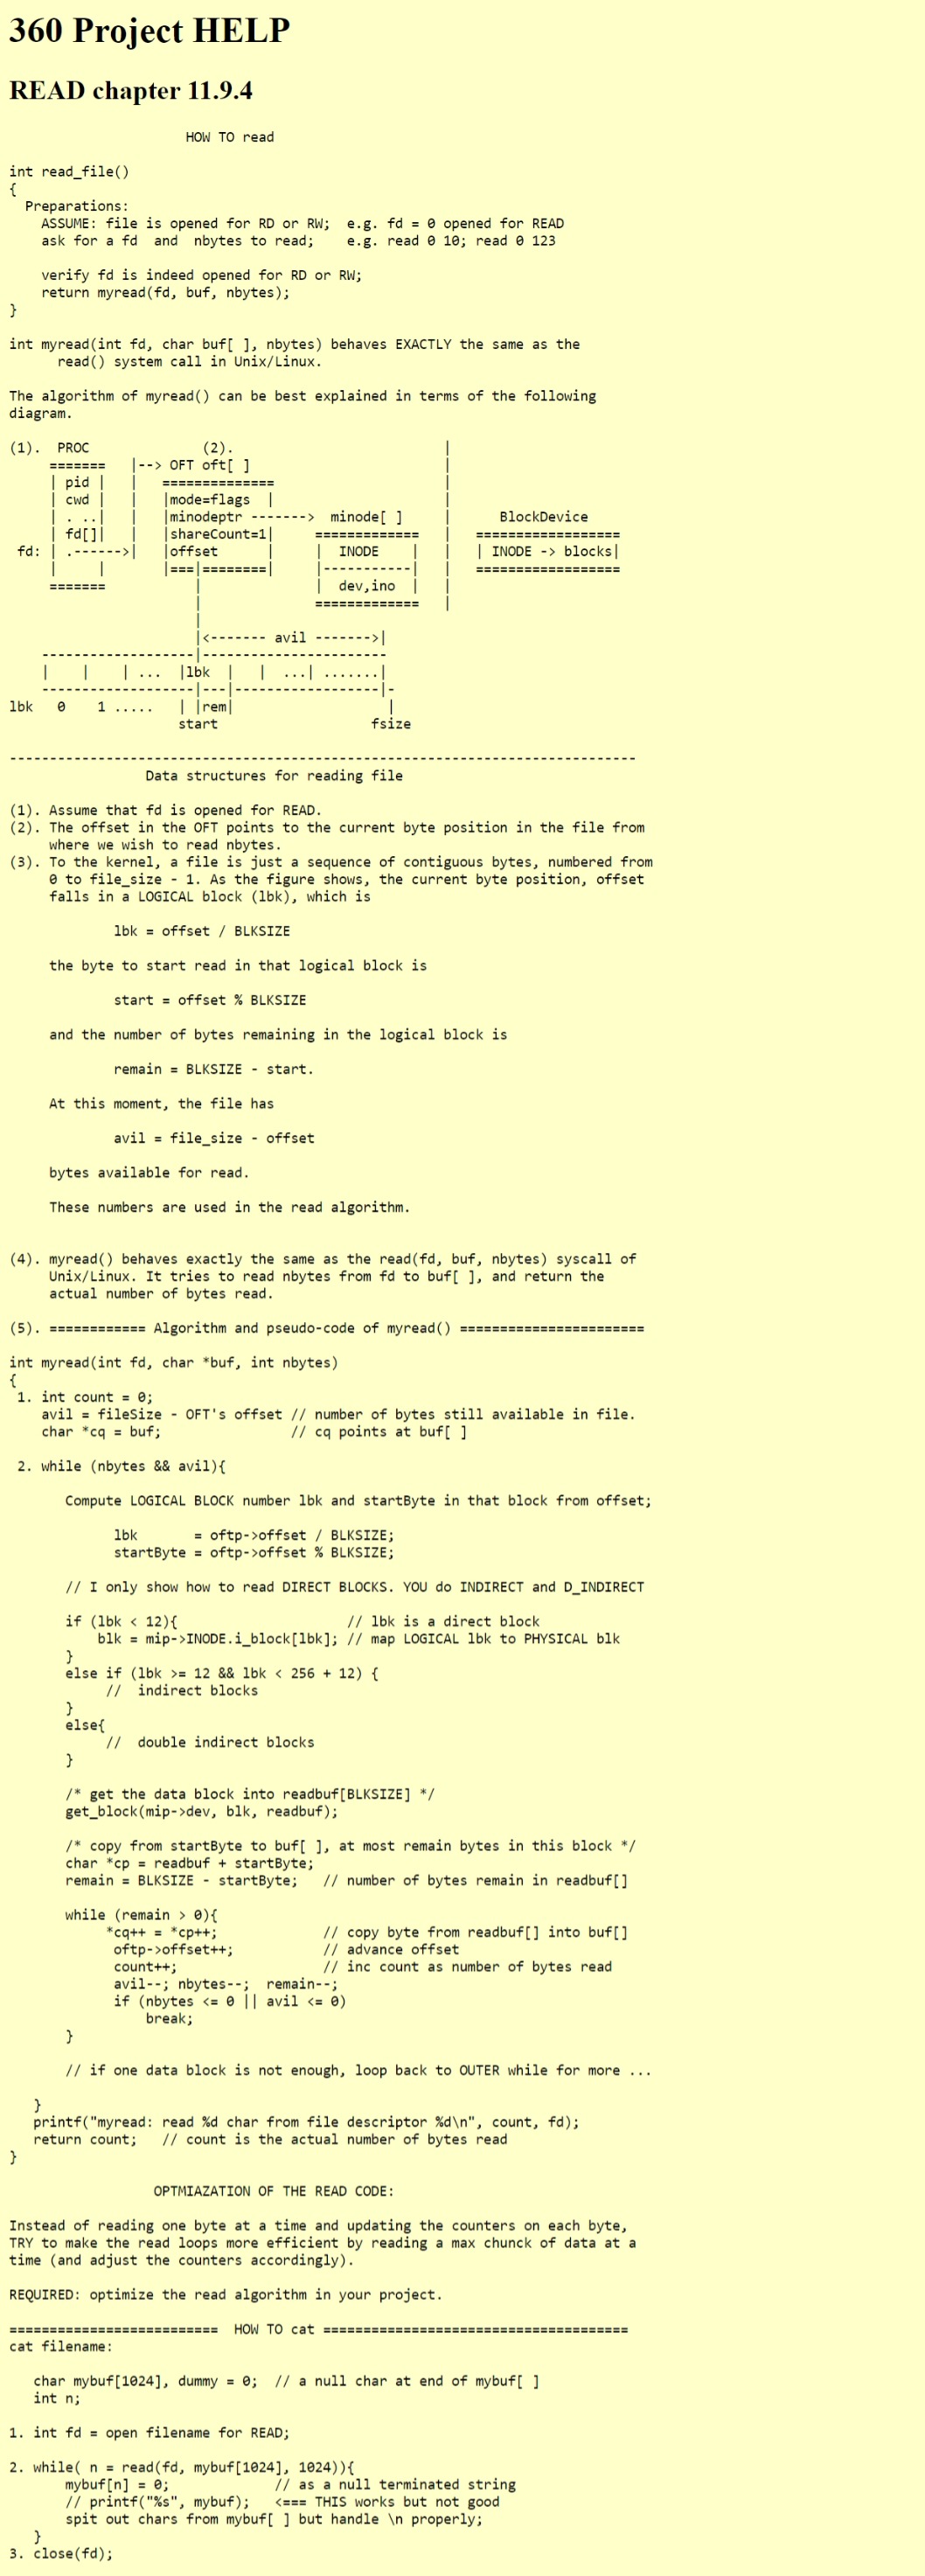 360 Project HELP
READ chapter 11.9.4
                      HOW TO read
int read_file()
{
  Preparations:
    ASSUME: file is opened for RD or RW;  e.g. fd = 0 opened for READ
    ask for a fd  and  nbytes to read;    e.g. read 0 10; read 0 123
    verify fd is indeed opened for RD or RW;
    return myread(fd, buf, nbytes);
}
int myread(int fd, char buf[ ], nbytes) behaves EXACTLY the same as the
      read() system call in Unix/Linux.
The algorithm of myread() can be best explained in terms of the following
diagram.
(1).  PROC              (2).                          |
     =======   |--> OFT oft[ ]                        |
     | pid |   |   ==============                     |
     | cwd |   |   |mode=flags  |                     |
     | . ..|   |   |minodeptr ------->  minode[ ]     |      BlockDevice
     | fd[]|   |   |shareCount=1|     =============   |   ==================
 fd: | .------>|   |offset      |     |  INODE    |   |   | INODE -> blocks|
     |     |       |===|========|     |-----------|   |   ==================
     =======           |              |  dev,ino  |   |
                       |              =============   |
                       |
                       |<------- avil ------->|
    -------------------|-----------------------
    |    |    | ... |lbk  |   |  ...| .......|
    -------------------|---|------------------|-
lbk   0    1 .....   | |rem|                   |
                     start                   fsize
------------------------------------------------------------------------------
                 Data structures for reading file
(1). Assume that fd is opened for READ.
(2). The offset in the OFT points to the current byte position in the file from
     where we wish to read nbytes.
(3). To the kernel, a file is just a sequence of contiguous bytes, numbered from
     0 to file_size - 1. As the figure shows, the current byte position, offset
     falls in a LOGICAL block (lbk), which is
             lbk = offset / BLKSIZE
     the byte to start read in that logical block is
             start = offset % BLKSIZE
     and the number of bytes remaining in the logical block is
             remain = BLKSIZE - start.
     At this moment, the file has
             avil = file_size - offset
     bytes available for read.
     These numbers are used in the read algorithm.
(4). myread() behaves exactly the same as the read(fd, buf, nbytes) syscall of
     Unix/Linux. It tries to read nbytes from fd to buf[ ], and return the
     actual number of bytes read.
(5). ============ Algorithm and pseudo-code of myread() =======================
int myread(int fd, char *buf, int nbytes)
{
 1. int count = 0;
    avil = fileSize - OFT's offset // number of bytes still available in file.
    char *cq = buf;                // cq points at buf[ ]
 2. while (nbytes && avil){
       Compute LOGICAL BLOCK number lbk and startByte in that block from offset;
             lbk       = oftp->offset / BLKSIZE;
             startByte = oftp->offset % BLKSIZE;
       // I only show how to read DIRECT BLOCKS. YOU do INDIRECT and D_INDIRECT
       if (lbk < 12){                     // lbk is a direct block
           blk = mip->INODE.i_block[lbk]; // map LOGICAL lbk to PHYSICAL blk
       }
       else if (lbk >= 12 && lbk < 256 + 12) {
            //  indirect blocks
       }
       else{
            //  double indirect blocks
       }
       /* get the data block into readbuf[BLKSIZE] */
       get_block(mip->dev, blk, readbuf);
       /* copy from startByte to buf[ ], at most remain bytes in this block */
       char *cp = readbuf + startByte;
       remain = BLKSIZE - startByte;   // number of bytes remain in readbuf[]
       while (remain > 0){
            *cq++ = *cp++;             // copy byte from readbuf[] into buf[]
             oftp->offset++;           // advance offset
             count++;                  // inc count as number of bytes read
             avil--; nbytes--;  remain--;
             if (nbytes <= 0 || avil <= 0)
                 break;
       }
       // if one data block is not enough, loop back to OUTER while for more ...
   }
   printf("myread: read %d char from file descriptor %d\n", count, fd);
   return count;   // count is the actual number of bytes read
}
                  OPTMIAZATION OF THE READ CODE:
Instead of reading one byte at a time and updating the counters on each byte,
TRY to make the read loops more efficient by reading a max chunck of data at a
time (and adjust the counters accordingly).
REQUIRED: optimize the read algorithm in your project.
==========================  HOW TO cat ======================================
cat filename:
   char mybuf[1024], dummy = 0;  // a null char at end of mybuf[ ]
   int n;
1. int fd = open filename for READ;
2. while( n = read(fd, mybuf[1024], 1024)){
       mybuf[n] = 0;             // as a null terminated string
       // printf("%s", mybuf);   <=== THIS works but not good
       spit out chars from mybuf[ ] but handle \n properly;
   }
3. close(fd);